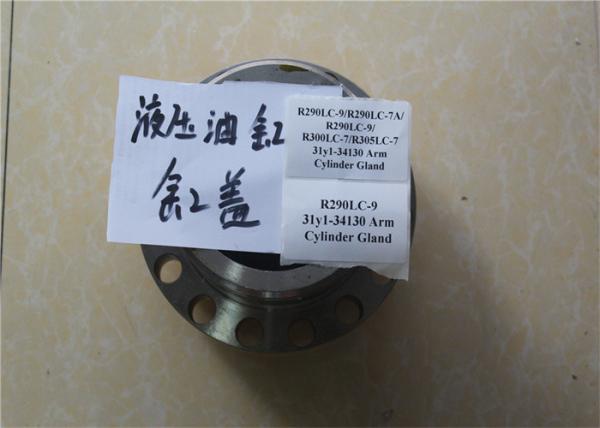 液压油缸
缸盖
R290LC-9/R290LC-7A/
R290LC-9/
R300LC-7/R305LC-7
31y1-34130 Arm
Cylinder Gland
R290LC-9
31y1-34130 Arm
Cylinder Gland